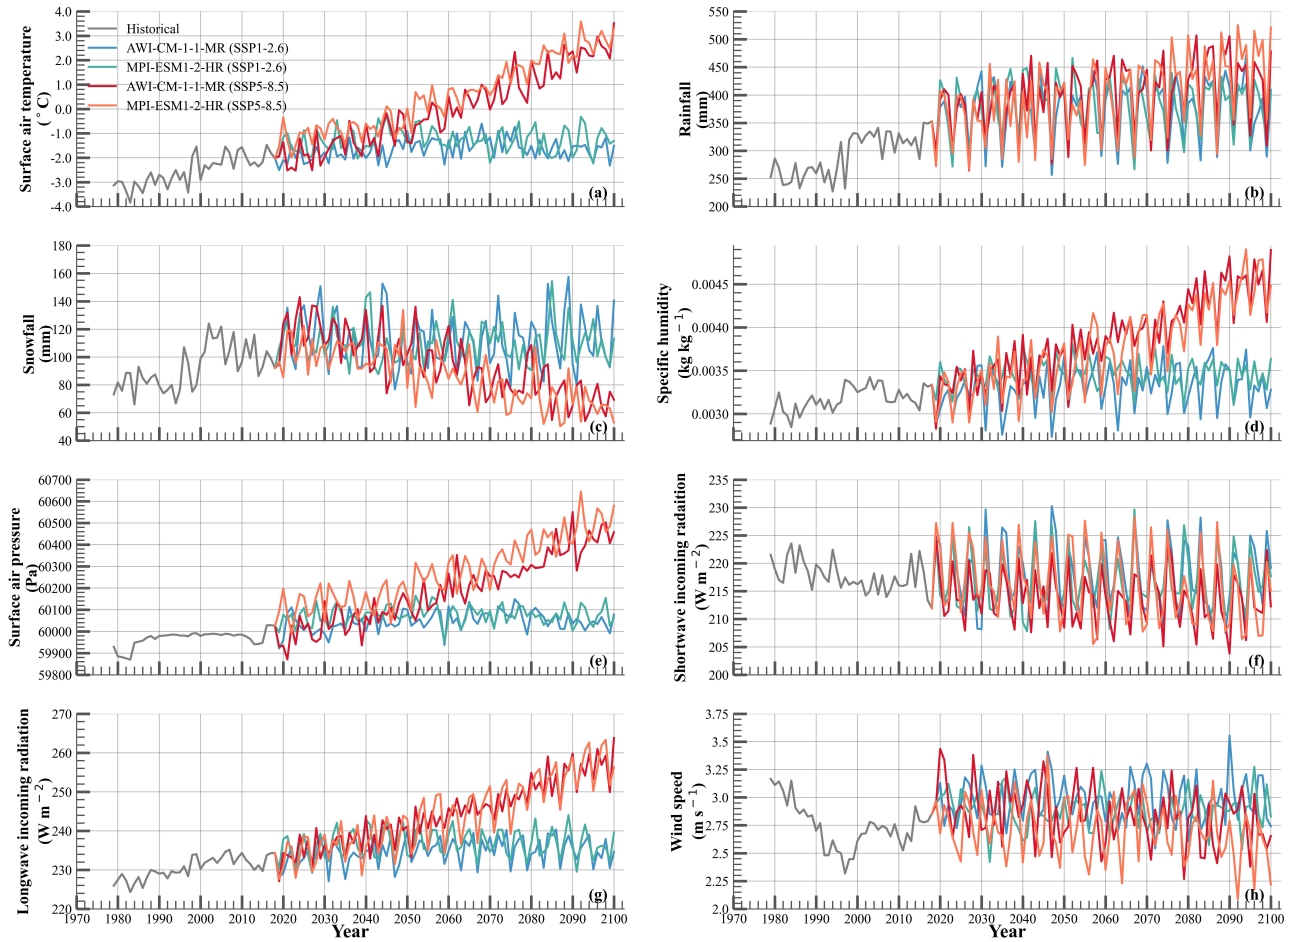 Surface air temperature
( ° C)
4.0
3.0
2.0
1.0
0.0
-1.0
-2.0
-3.0
-4.0
Historical
AWI-CM-1-1-MR (SSP1-2.6)
MPI-ESM1-2-HR (SSP1-2.6)
AWI-CM-1-1-MR (SSP5-8.5)
MPI-ESM1-2-HR (SSP5-8.5)
(a)
Rainfall
(mm)
550
500
450
400
350
300
250
200
(b)
Snowfall
(mm)
180
160
140
120
100
80
60
40
(c)
Specific humidity
(kg kg − 1)
0.0045
0.0040
0.0035
0.0030
(d)
Surface air pressure
(Pa)
60700
60600
60500
60400
60300
60200
60100
60000
59900
59800
(e)
Shortwave incoming radaition
(W m − 2)
235
230
225
220
215
210
205
200
(f)
Longwave incoming radiation
(W m − 2)
270
260
250
240
230
220
(g)
1970 1980 1990 2000 2010 2020 2030 2040 2050 2060 2070 2080 2090 2100
Year
Wind speed
(m s − 1)
3.75
3.5
3.25
3.0
2.75
2.5
2.25
2.0
(h)
1970 1980 1990 2000 2010 2020 2030 2040 2050 2060 2070 2080 2090 2100
Year